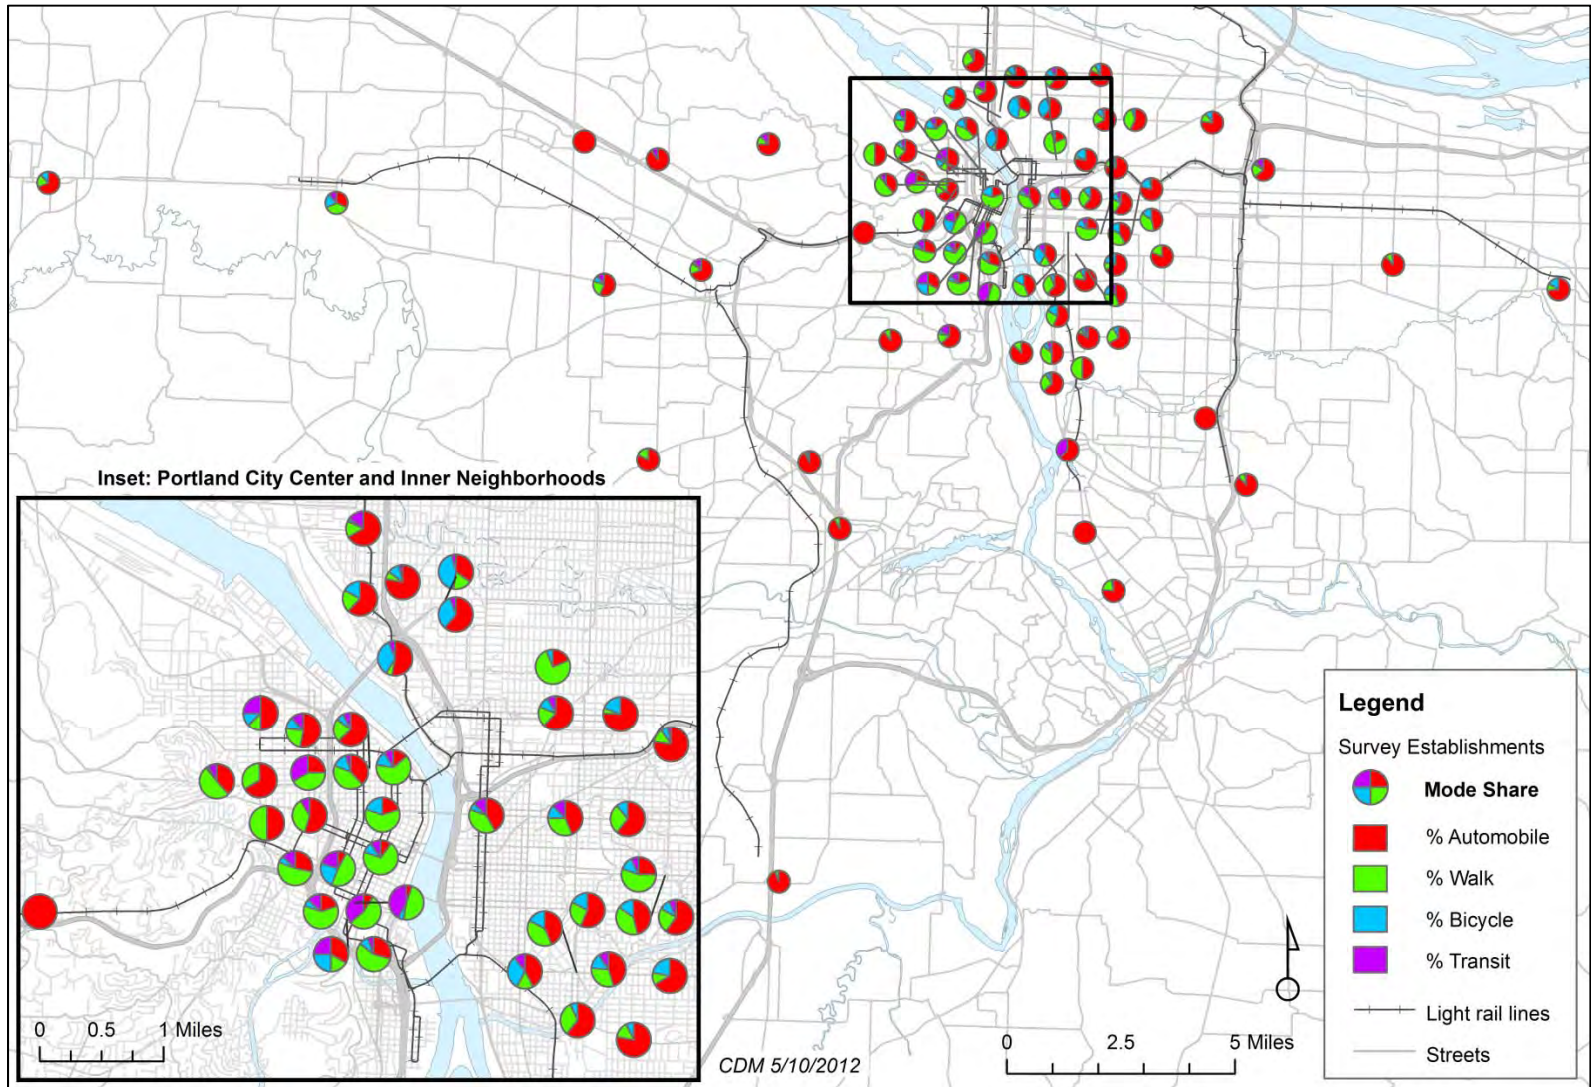 Inset: Portland City Center and Inner Neighborhoods
0 0.5 1 Miles
CDM 5/10/2012
0 2.5 5 Miles
Legend
Survey Establishments
Mode Share
% Automobile
% Walk
% Bicycle
% Transit
Light rail lines
Streets